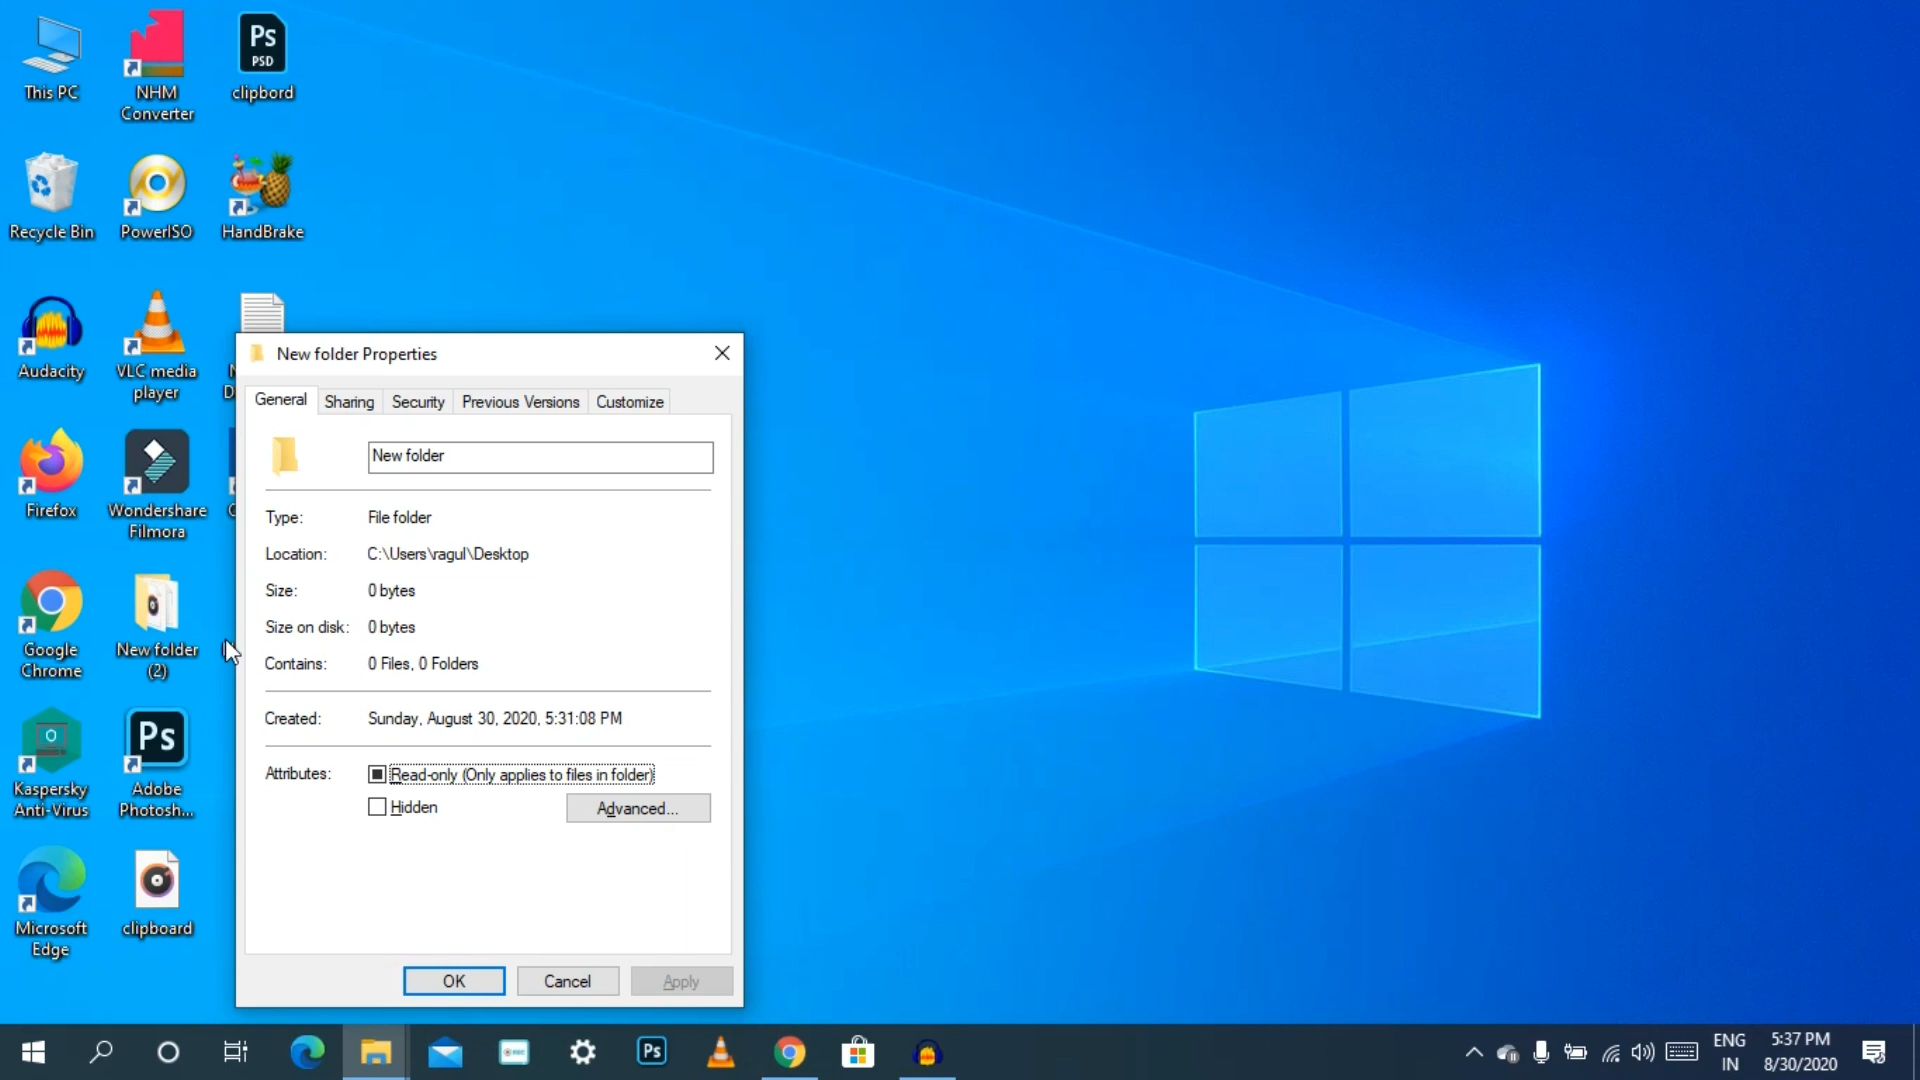 This PC
NHM
Converter
Ps
PSD
clipbord
Recycle Bin
PowerISO
HandBrake
Audacity
VLC media
player
Firefox
Wondershare
Filmora
Google
Chrome
New folder
(2)
Kaspersky
Anti-Virus
Ps
Adobe
Photosh...
Microsoft
Edge
clipboard
New folder Properties
General
Sharing
Security
Previous Versions
Customize
New folder
Type: File folder
Location: C:\Users\ragul\Desktop
Size: 0 bytes
Size on disk: 0 bytes
Contains: 0 Files, 0 Folders
Created: Sunday, August 30, 2020, 5:31:08 PM
Attributes: Read-only (Only applies to files in folder)
Hidden
Advanced...
OK
Cancel
Apply
REC
Ps
ENG
IN
5:37 PM
8/30/2020